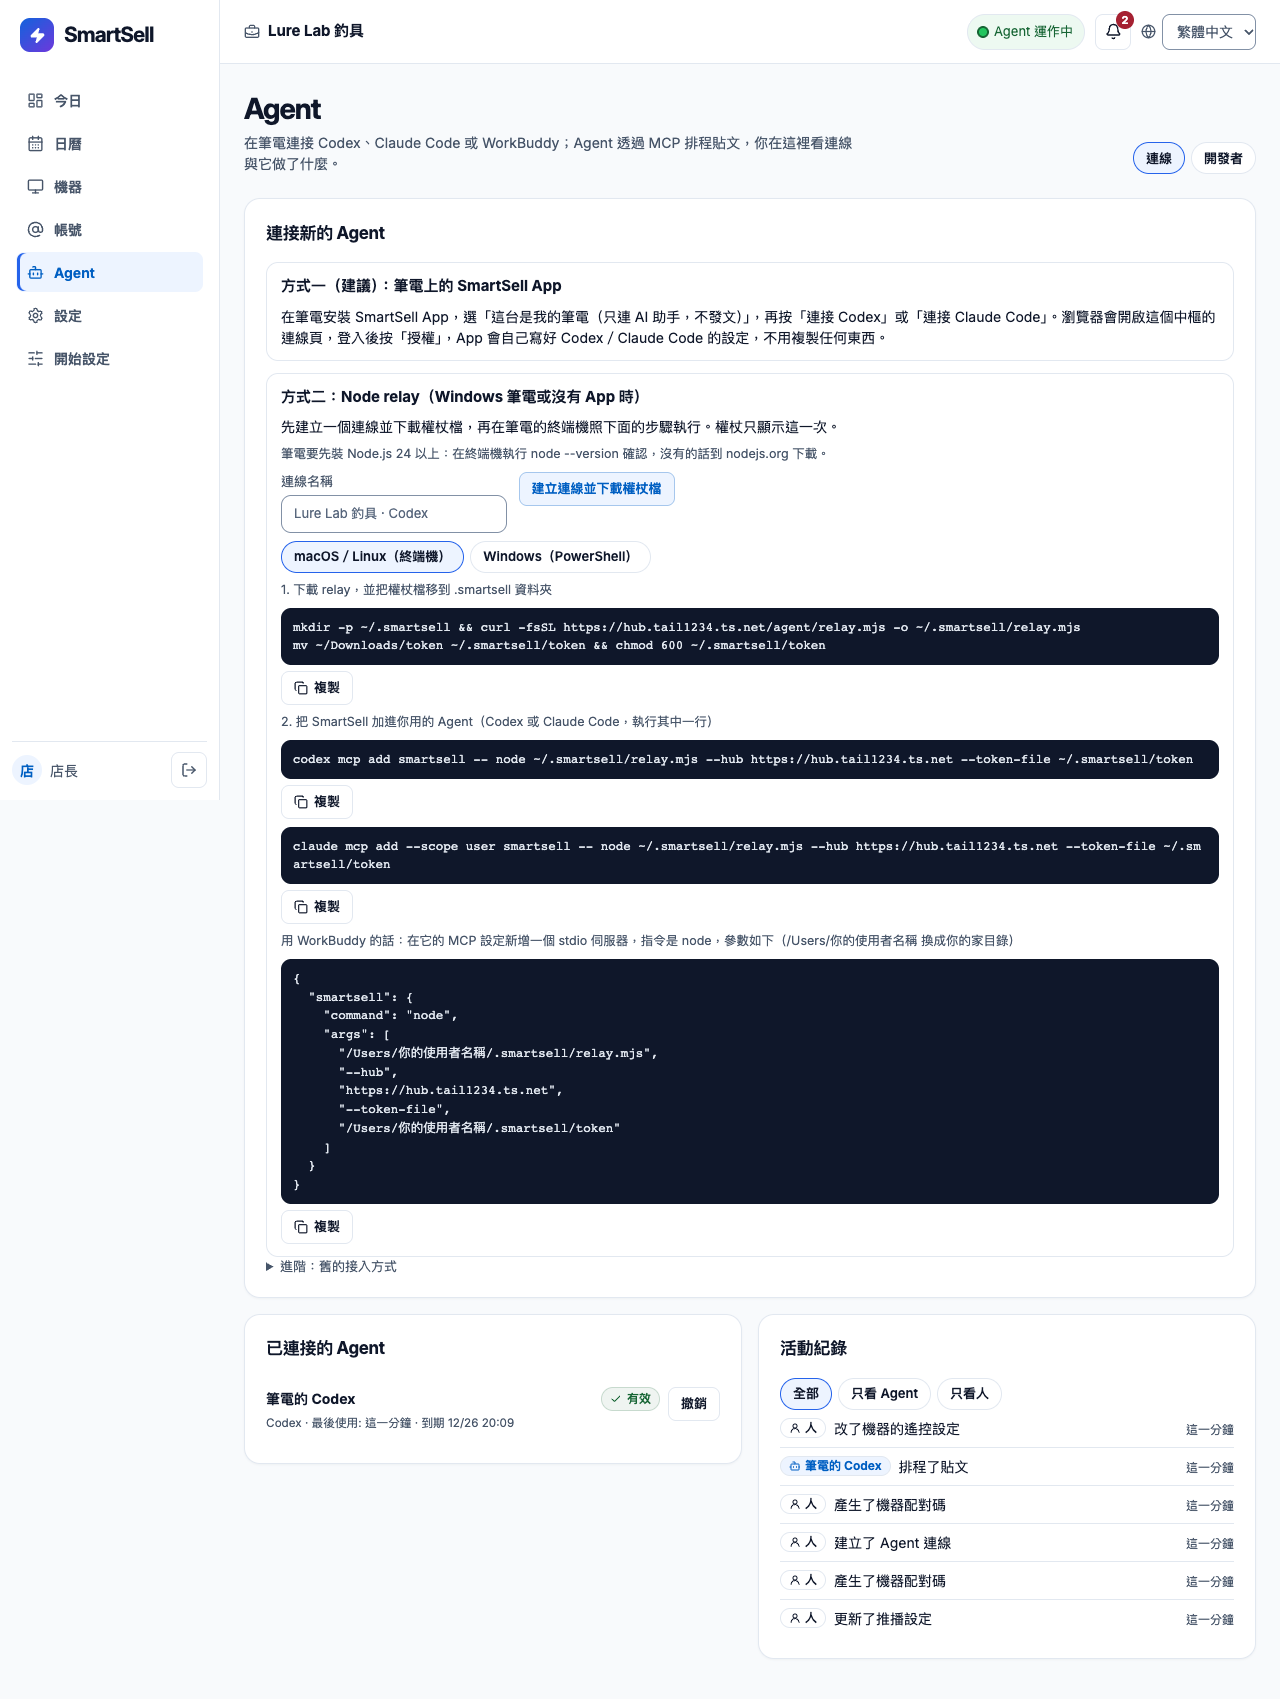 SmartSell
今日
日曆
機器
帳號
Agent
設定
開始設定
店
店長
Lure Lab 釣具
Agent 運作中
2
繁體中文
Agent
在筆電連接 Codex、Claude Code 或 WorkBuddy；Agent 透過 MCP 排程貼文，你在這裡看連線
與它做了什麼。
連線
開發者
連接新的 Agent
方式一（建議）：筆電上的 SmartSell App
在筆電安裝 SmartSell App，選「這台是我的筆電（只連 AI 助手，不發文）」，再按「連接 Codex」或「連接 Claude Code」。瀏覽器會開啟這個中樞的
連線頁，登入後按「授權」，App 會自己寫好 Codex / Claude Code 的設定，不用複製任何東西。
方式二：Node relay（Windows 筆電或沒有 App 時）
先建立一個連線並下載權杖檔，再在筆電的終端機照下面的步驟執行。權杖只顯示這一次。
筆電要先裝 Node.js 24 以上：在終端機執行 node --version 確認，沒有的話到 nodejs.org 下載。
連線名稱
Lure Lab 釣具 · Codex
建立連線並下載權杖檔
macOS / Linux（終端機）
Windows（PowerShell）
1. 下載 relay，並把權杖檔移到 .smartsell 資料夾
mkdir -p ~/.smartsell && curl -fsSL https://hub.tail1234.ts.net/agent/relay.mjs -o ~/.smartsell/relay.mjs
mv ~/Downloads/token ~/.smartsell/token && chmod 600 ~/.smartsell/token
複製
2. 把 SmartSell 加進你用的 Agent（Codex 或 Claude Code，執行其中一行）
codex mcp add smartsell -- node ~/.smartsell/relay.mjs --hub https://hub.tail1234.ts.net --token-file ~/.smartsell/token
複製
claude mcp add --scope user smartsell -- node ~/.smartsell/relay.mjs --hub https://hub.tail1234.ts.net --token-file ~/.sm
artsell/token
複製
用 WorkBuddy 的話：在它的 MCP 設定新增一個 stdio 伺服器，指令是 node，參數如下（/Users/你的使用者名稱 換成你的家目錄）
{
"smartsell": {
"command": "node",
"args": [
"/Users/你的使用者名稱/.smartsell/relay.mjs",
"--hub",
"https://hub.tail1234.ts.net",
"--token-file",
"/Users/你的使用者名稱/.smartsell/token"
]
}
}
複製
進階：舊的接入方式
已連接的 Agent
筆電的 Codex
Codex · 最後使用: 這一分鐘 · 到期 12/26 20:09
有效
撤銷
活動紀錄
全部
只看 Agent
只看人
人 改了機器的遙控設定 這一分鐘
筆電的 Codex 排程了貼文 這一分鐘
人 產生了機器配對碼 這一分鐘
人 建立了 Agent 連線 這一分鐘
人 產生了機器配對碼 這一分鐘
人 更新了推播設定 這一分鐘